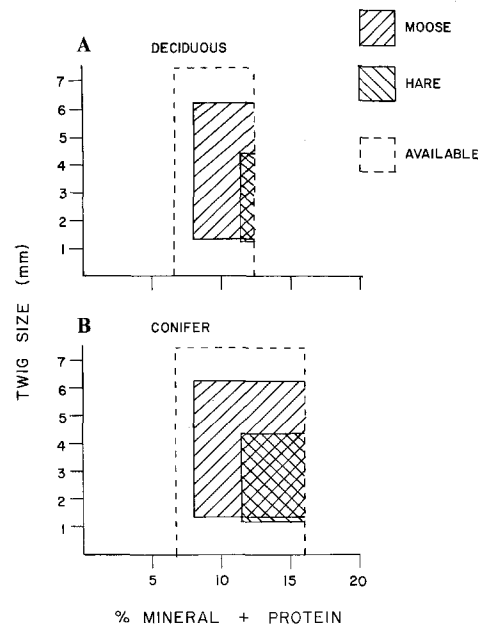 MOOSE
A
DECIDUOUS
HARE
AVAILABLE
7
6
5
4
3
2
1
TWIG SIZE (mm)
B
CONIFER
7
6
5
4
3
2
1
5 10 15 20
% MINERAL + PROTEIN